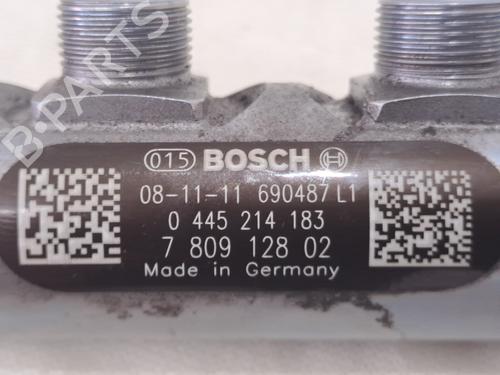 B-PARTS
015 BOSCH
08-11-11 690487 L1
0 445 214 183
7 809 128 02
Made in Germany